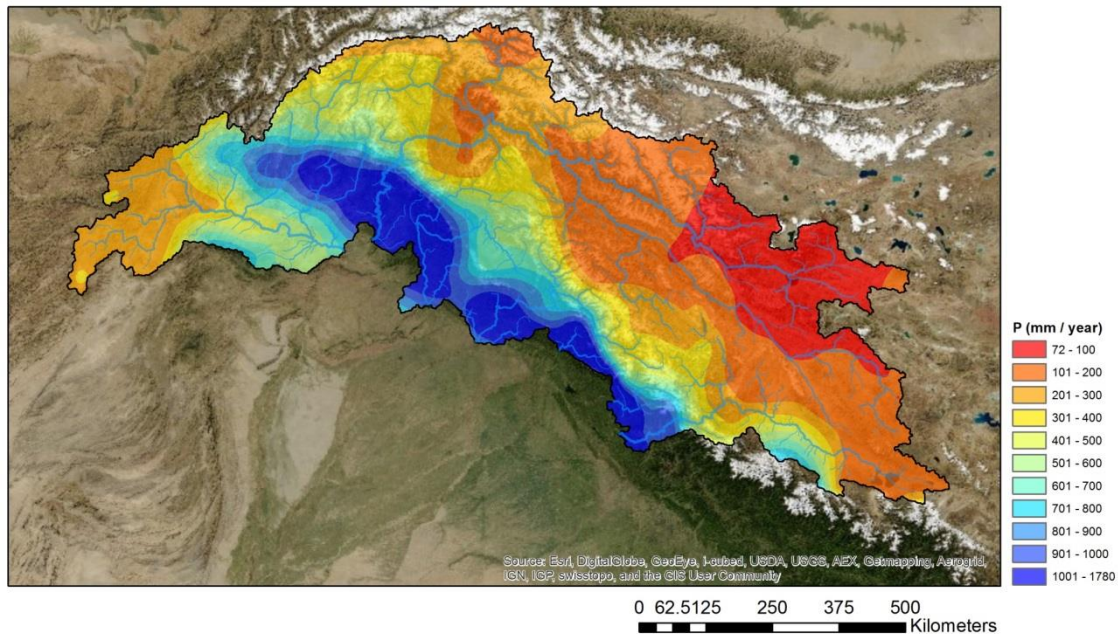 P (mm / year)
72 - 100
101 - 200
201 - 300
301 - 400
401 - 500
501 - 600
601 - 700
701 - 800
801 - 900
901 - 1000
1001 - 1780
Source: Esri, DigitalGlobe, GeoEye, i-cubed, USDA, USGS, AEX, Getmapping, Aerogrid,
IGN, IGP, swisstopo, and the GIS User Community
0 62.5125 250 375 500
Kilometers